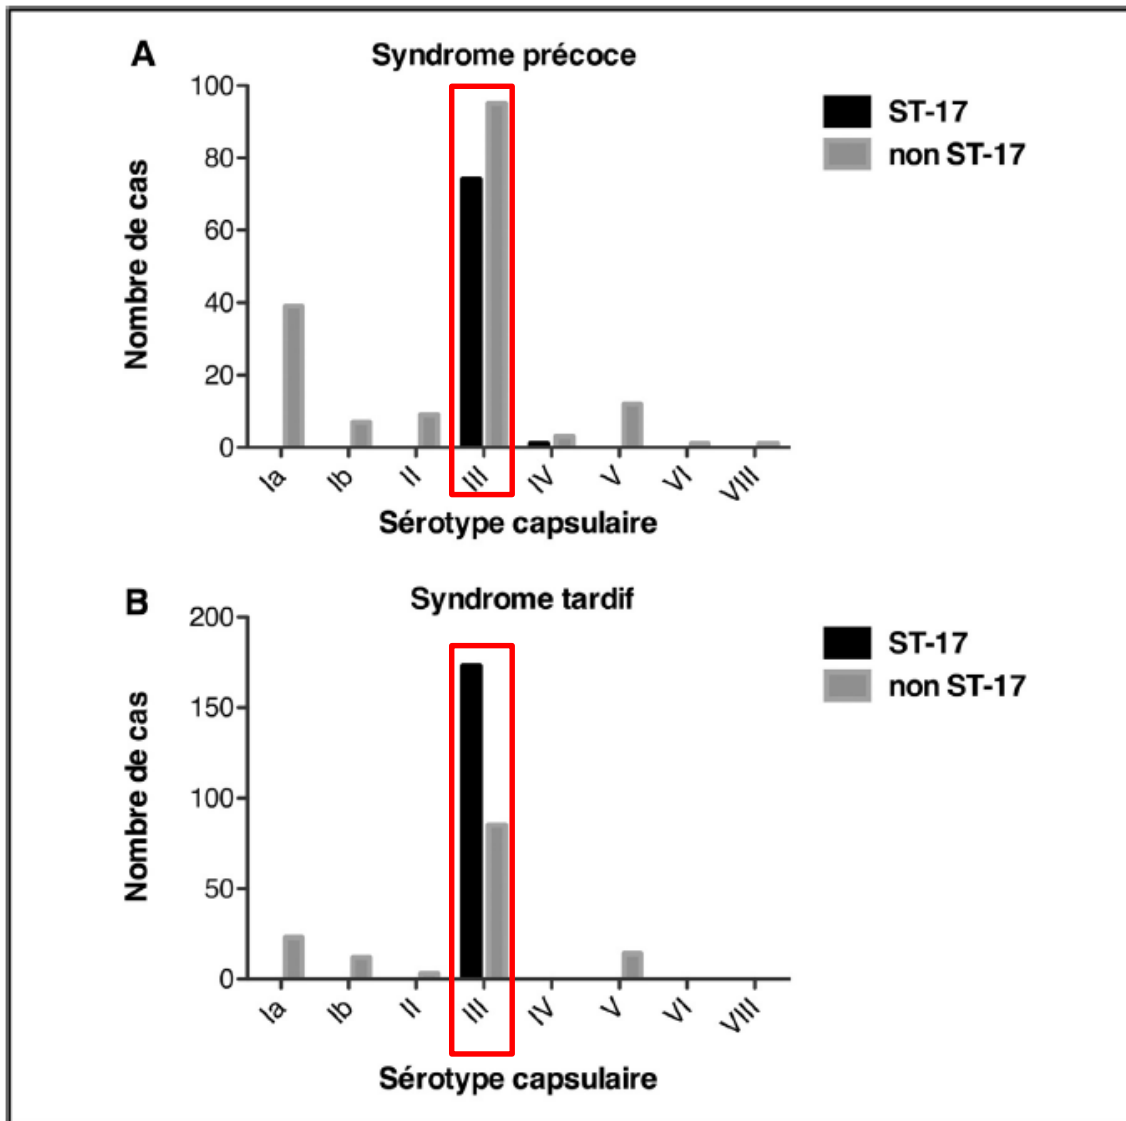 A
Syndrome précoce
ST-17
non ST-17
Nombre de cas
100
80
60
40
20
0
Ia
Ib
II
III
IV
V
VI
VIII
Sérotype capsulaire
B
Syndrome tardif
ST-17
non ST-17
Nombre de cas
200
150
100
50
0
Ia
Ib
II
III
IV
V
VI
VIII
Sérotype capsulaire